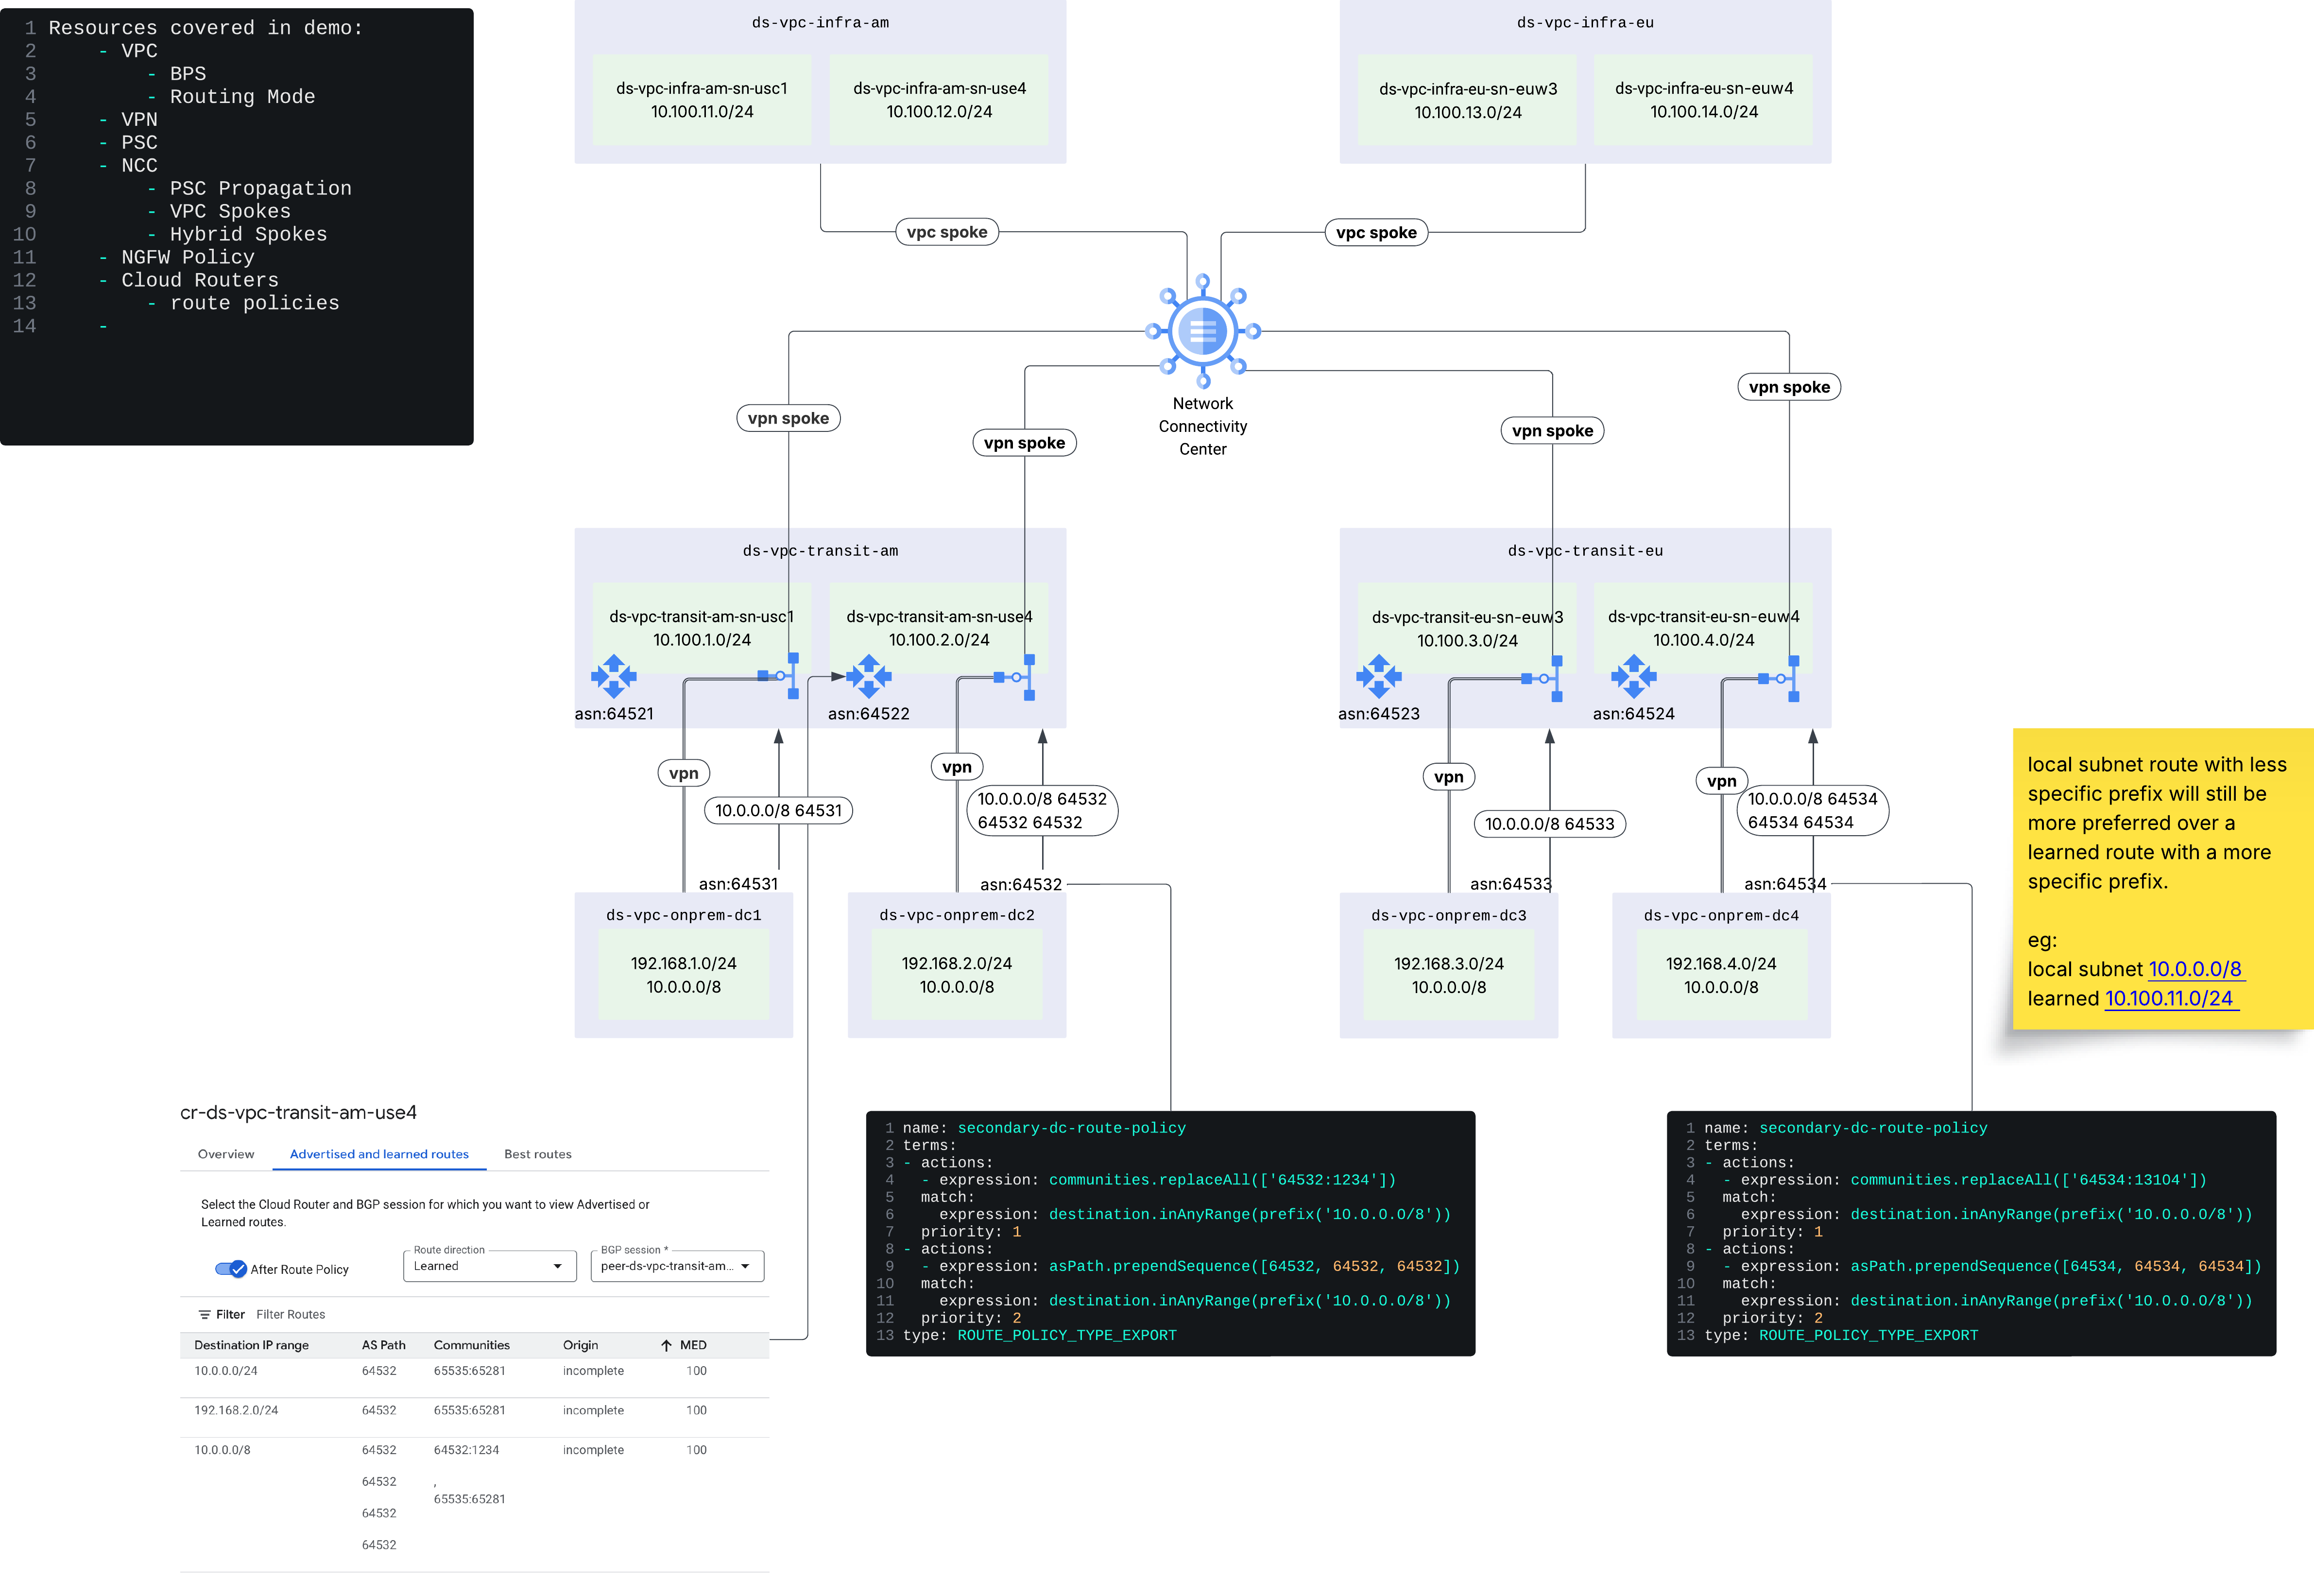 1 Resources covered in demo:
2 - VPC
3 - BPS
4 - Routing Mode
5 - VPN
6 - PSC
7 - NCC
8 - PSC Propagation
9 - VPC Spokes
10 - Hybrid Spokes
11 - NGFW Policy
12 - Cloud Routers
13 - route policies
14 -
ds-vpc-infra-am
ds-vpc-infra-am-sn-usc1
10.100.11.0/24
ds-vpc-infra-am-sn-use4
10.100.12.0/24
ds-vpc-infra-eu
ds-vpc-infra-eu-sn-euw3
10.100.13.0/24
ds-vpc-infra-eu-sn-euw4
10.100.14.0/24
vpc spoke
vpc spoke
Network
Connectivity
Center
vpn spoke
vpn spoke
vpn spoke
vpn spoke
ds-vpc-transit-am
ds-vpc-transit-am-sn-usc1
10.100.1.0/24
ds-vpc-transit-am-sn-use4
10.100.2.0/24
asn:64521
asn:64522
ds-vpc-transit-eu
ds-vpc-transit-eu-sn-euw3
10.100.3.0/24
ds-vpc-transit-eu-sn-euw4
10.100.4.0/24
asn:64523
asn:64524
vpn
10.0.0.0/8 64531
vpn
10.0.0.0/8 64532
64532 64532
vpn
10.0.0.0/8 64533
vpn
10.0.0.0/8 64534
64534 64534
asn:64531
asn:64532
asn:64533
asn:64534
ds-vpc-onprem-dc1
192.168.1.0/24
10.0.0.0/8
ds-vpc-onprem-dc2
192.168.2.0/24
10.0.0.0/8
ds-vpc-onprem-dc3
192.168.3.0/24
10.0.0.0/8
ds-vpc-onprem-dc4
192.168.4.0/24
10.0.0.0/8
local subnet route with less
specific prefix will still be
more preferred over a
learned route with a more
specific prefix.
eg:
local subnet 10.0.0.0/8
learned 10.100.11.0/24
cr-ds-vpc-transit-am-use4
Overview Advertised and learned routes Best routes
Select the Cloud Router and BGP session for which you want to view Advertised or
Learned routes.
After Route Policy
Route direction
Learned
BGP session *
peer-ds-vpc-transit-am...
Filter Filter Routes
Destination IP range AS Path Communities Origin MED
10.0.0.0/24 64532 65535:65281 incomplete 100
192.168.2.0/24 64532 65535:65281 incomplete 100
10.0.0.0/8 64532 64532:1234 incomplete 100
64532 ,
65535:65281
64532
64532
1 name: secondary-dc-route-policy
2 terms:
3 - actions:
4 - expression: communities.replaceAll(['64532:1234'])
5 match:
6 expression: destination.inAnyRange(prefix('10.0.0.0/8'))
7 priority: 1
8 - actions:
9 - expression: asPath.prependSequence([64532, 64532, 64532])
10 match:
11 expression: destination.inAnyRange(prefix('10.0.0.0/8'))
12 priority: 2
13 type: ROUTE_POLICY_TYPE_EXPORT
1 name: secondary-dc-route-policy
2 terms:
3 - actions:
4 - expression: communities.replaceAll(['64534:13104'])
5 match:
6 expression: destination.inAnyRange(prefix('10.0.0.0/8'))
7 priority: 1
8 - actions:
9 - expression: asPath.prependSequence([64534, 64534, 64534])
10 match:
11 expression: destination.inAnyRange(prefix('10.0.0.0/8'))
12 priority: 2
13 type: ROUTE_POLICY_TYPE_EXPORT